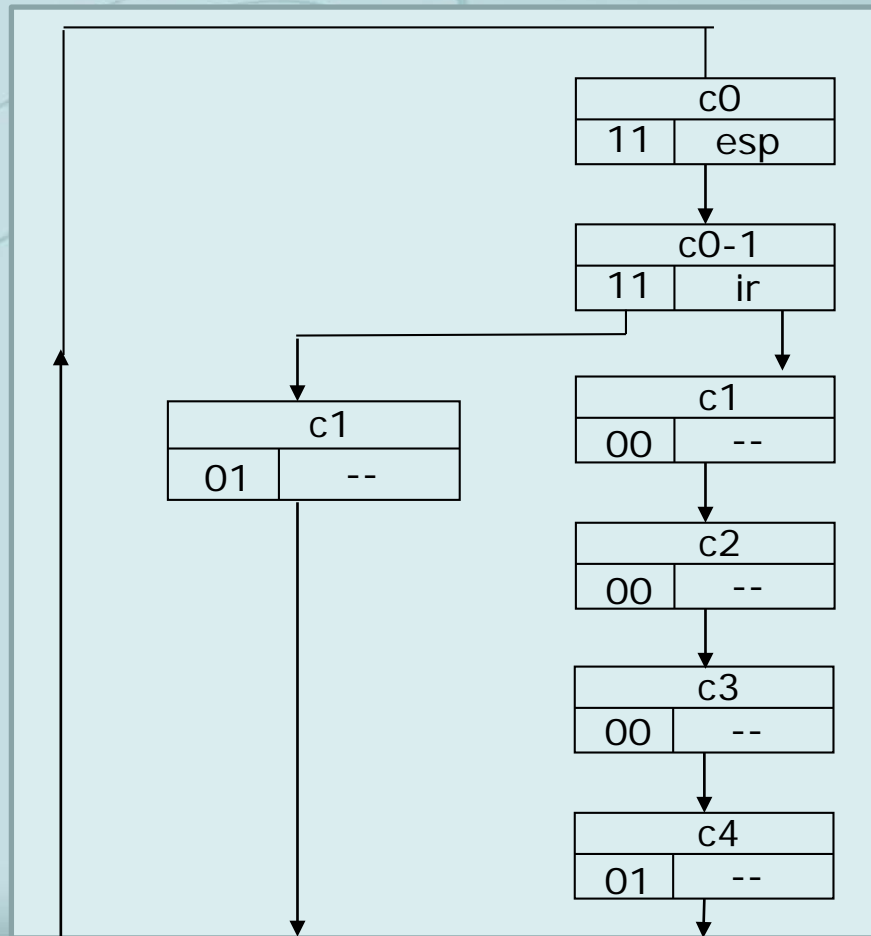 c0
11 esp
c0-1
11 ir
c1
01 --
c1
00 --
c2
00 --
c3
00 --
c4
01 --